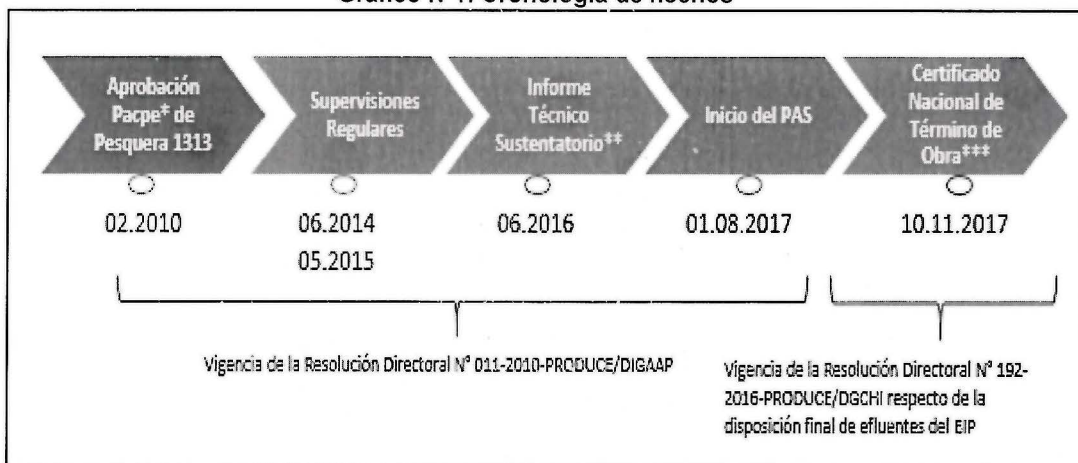 Gráfico N° 1: Cronología de hechos
Aprobación
Pacpe* de
Pesquera 1313
Supervisiones
Regulares
Informe
Técnico
Sustentatorio**
Inicio del PAS
Certificado
Nacional de
Término de
Obra***
02.2010
06.2014
05.2015
06.2016
01.08.2017
10.11.2017
Vigencia de la Resolución Directoral N° 011-2010-PRODUCE/DIGAAP
Vigencia de la Resolución Directoral N° 192-
2016-PRODUCE/DGCHI respecto de la
disposición final de efluentes del EIP